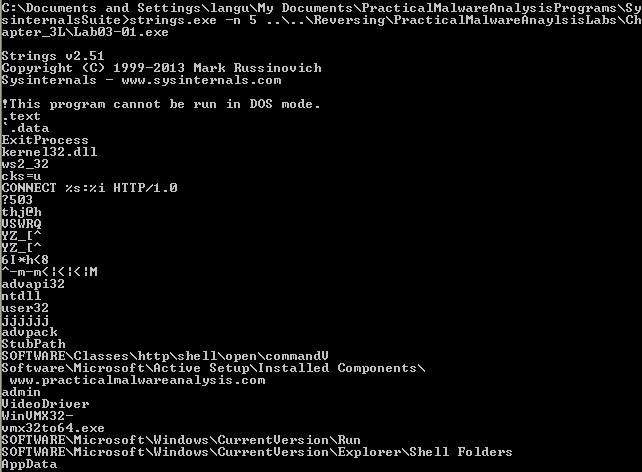 C:\Documents and Settings\langu\My Documents\PracticalMalwareAnalysisPrograms\Sy
sinternalsSuite>strings.exe -n 5 ..\..\Reversing\PracticalMalwareAnaylsisLabs\Ch
apter_3L\Lab03-01.exe
Strings v2.51
Copyright (C) 1999-2013 Mark Russinovich
Sysinternals - www.sysinternals.com
!This program cannot be run in DOS mode.
.text
`.data
ExitProcess
kernel32.dll
ws2_32
cks=u
CONNECT %s:%i HTTP/1.0
?503
thj@h
VSWRQ
YZ_[^
YZ_[^
6I*h<8
^-m-m<|<|<|M
advapi32
ntdll
user32
jjjjjj
advpack
StubPath
SOFTWARE\Classes\http\shell\open\commandV
Software\Microsoft\Active Setup\Installed Components\
www.practicalmalwareanalysis.com
admin
VideoDriver
WinVMX32-
vmx32to64.exe
SOFTWARE\Microsoft\Windows\CurrentVersion\Run
SOFTWARE\Microsoft\Windows\CurrentVersion\Explorer\Shell Folders
AppData